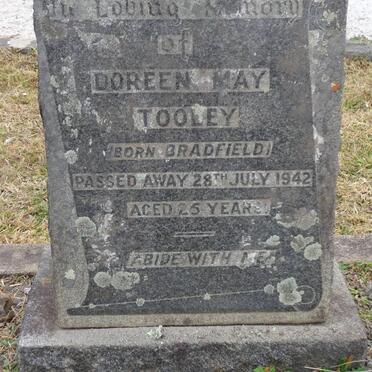 In Loving Memory
of
DOREEN MAY
TOOLEY
(BORN BRADFIELD)
PASSED AWAY 28TH JULY 1942
AGED 25 YEARS
ABIDE WITH ME